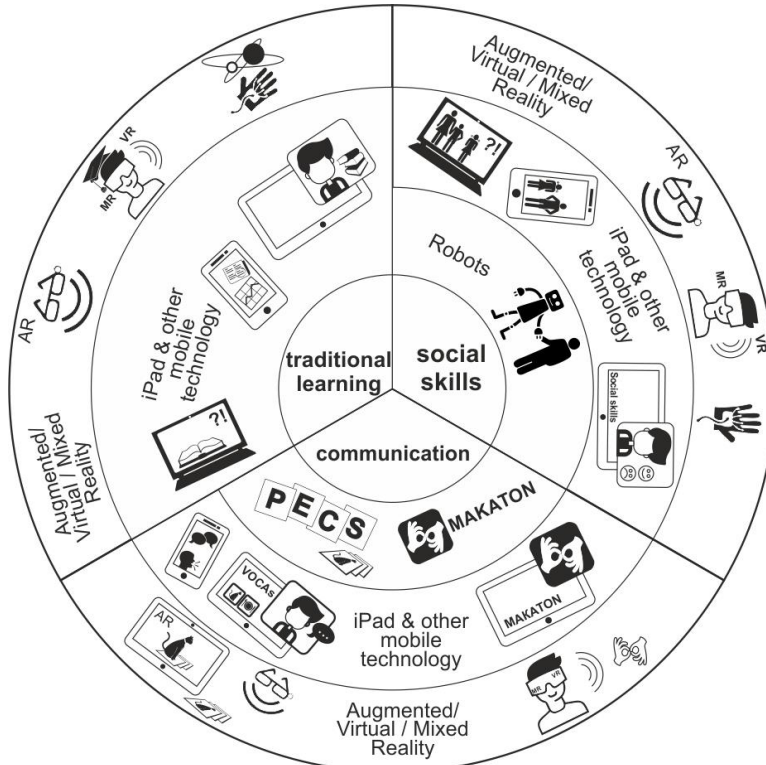 Augmented/
Virtual / Mixed
Reality
?!
AR
iPad & other
mobile
technology
MR
VR
Social skills
Robots
social
skills
VR
MR
AR
iPad & other
mobile
technology
?!
Augmented/
Virtual / Mixed
Reality
traditional
learning
communication
PECS
MAKATON
VOCAs
MAKATON
iPad & other
mobile
technology
AR
MR
VR
Augmented/
Virtual / Mixed
Reality